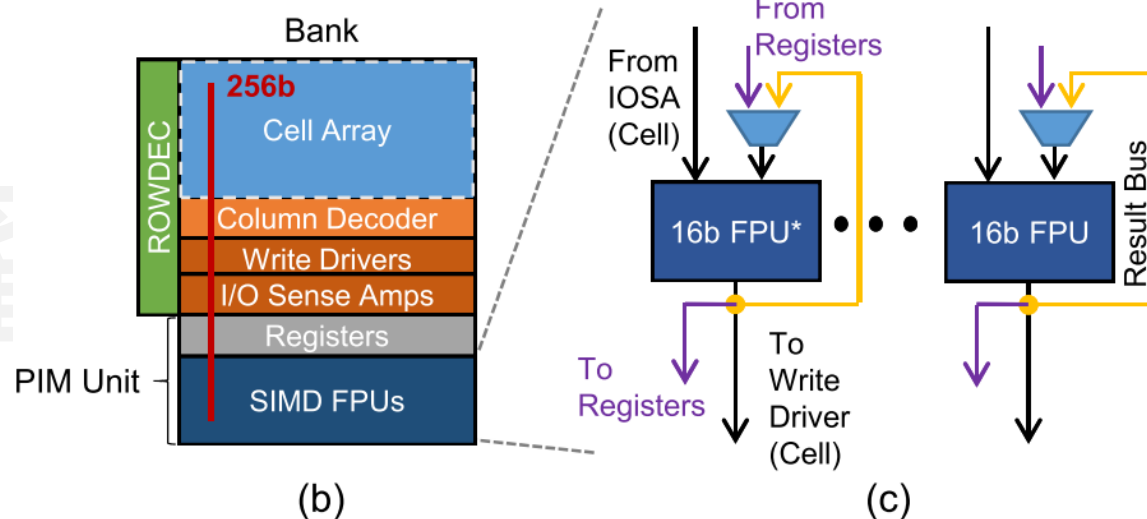 Bank
ROWDEC
256b
Cell Array
Column Decoder
Write Drivers
I/O Sense Amps
Registers
SIMD FPUs
PIM Unit
(b)
From
Registers
From
IOSA
(Cell)
16b FPU*
16b FPU
Result Bus
To
Registers
To
Write
Driver
(Cell)
(c)